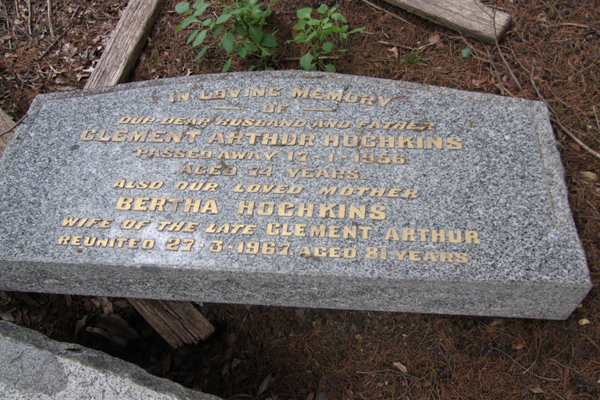 IN LOVING MEMORY
OF
OUR DEAR HUSBAND AND FATHER
CLEMENT ARTHUR HOCHKINS
PASSED AWAY 17-1-1956
AGED 74 YEARS.
ALSO OUR LOVED MOTHER
BERTHA HOCHKINS
WIFE OF THE LATE CLEMENT ARTHUR
REUNITED 27-3-1967, AGED 81 YEARS.